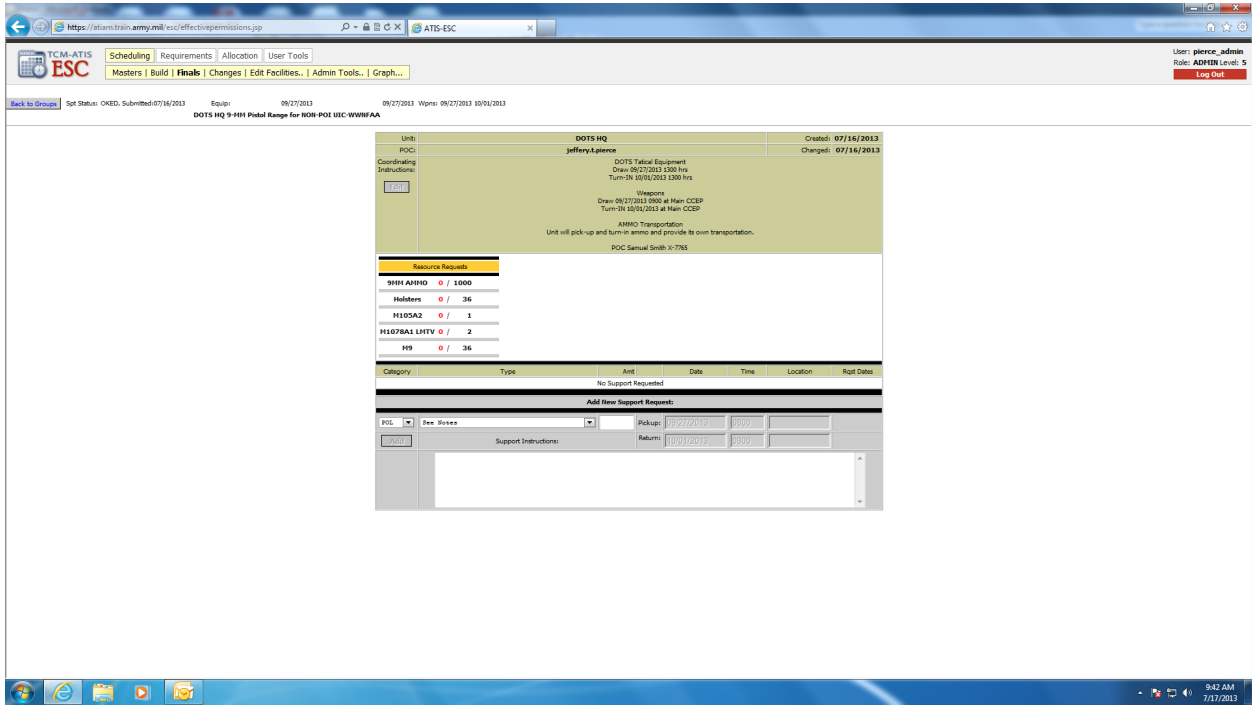 https://atiam.train.army.mil/esc/effectivepermissions.jsp
ATIS-ESC
TCM-ATIS
ESC
Scheduling Requirements Allocation User Tools
Masters | Build | Finals | Changes | Edit Facilities.. | Admin Tools.. | Graph...
User: pierce_admin
Role: ADMIN Level: 5
Log Out
Back to Groups Spt Status: OKED, Submitted:07/16/2013 Equip: 09/27/2013 09/27/2013 Wpns: 09/27/2013 10/01/2013
DOTS HQ 9-MM Pistol Range for NON-POI UIC-WWNFAA
Unit: DOTS HQ Created: 07/16/2013
POC: jeffery.t.pierce Changed: 07/16/2013
Coordinating Instructions:
Edit
DOTS Tatical Equipment
Draw 09/27/2013 1300 hrs
Turn-IN 10/01/2013 1300 hrs
Weapons
Draw 09/27/2013 0900 at Main CCEP
Turn-IN 10/01/2013 at Main CCEP
AMMO Transportation
Unit will pick-up and turn-in ammo and provide its own transportation.
POC Samuel Smith X-7765
Resource Requests
9MM AMMO 0 / 1000
Holsters 0 / 36
M105A2 0 / 1
M1078A1 LMTV 0 / 2
M9 0 / 36
Category Type Amt Date Time Location Rqst Dates
No Support Requested
Add New Support Request:
POL See Notes Pickup: 09/27/2013 0800
Add Support Instructions: Return: 10/01/2013 0800
9:42 AM
7/17/2013